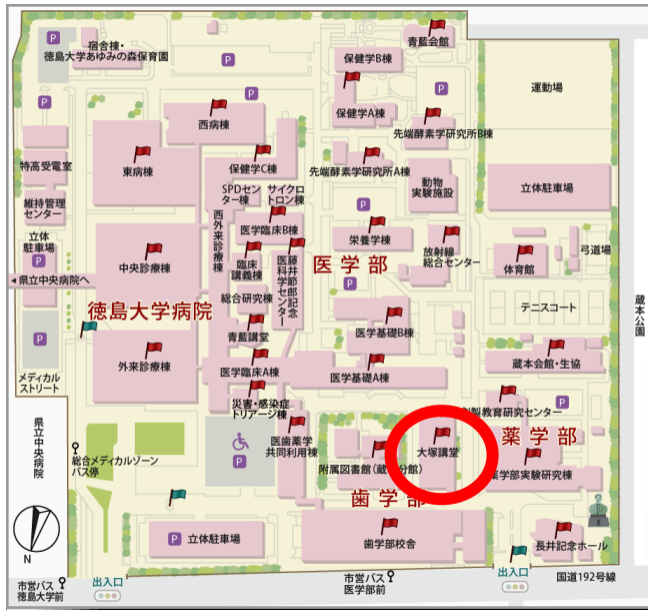 青藍会館
宿舎棟・
徳島大学あゆみの森保育園
P
P
P
P
保健学B棟
保健学A棟
運動場
西病棟
先端酵素学研究所B棟
特高受電室
東病棟
保健学C棟
先端酵素学研究所A棟
動物
実験施設
立体駐車場
維持管理
センター
SPDセン
ター棟
サイクロ
トロン棟
P
立体
駐車場
P
西外来診療棟
医学臨床B棟
栄養学棟
放射線
総合センター
弓道場
県立中央病院へ
中央診療棟
臨床
講義棟
藤井節郎記念
医科学センター
医学部
体育館
総合研究棟
P
テニスコート
蔵本公園
徳島大学病院
青藍講堂
医学基礎B棟
P
外来診療棟
医学臨床A棟
医学基礎A棟
蔵本会館・生協
メディカル
ストリート
災害・感染症
トリアージ棟
P
製教育研究センター
県立中央病院
総合メディカルゾーン
バス停
P
医歯薬学
共同利用棟
附属図書館(蔵
分館)
大塚講堂
薬学部
薬学部実験研究棟
歯学部
N
P
立体駐車場
歯学部校舎
長井記念ホール
市営バス
徳島大学前
出入口
市営バス
医学部前
出入口
国道192号線